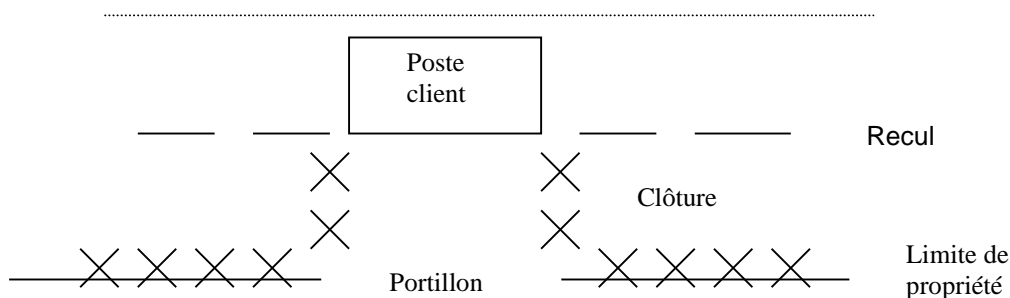 Poste
client
Recul
Clôture
Portillon
Limite de
propriété